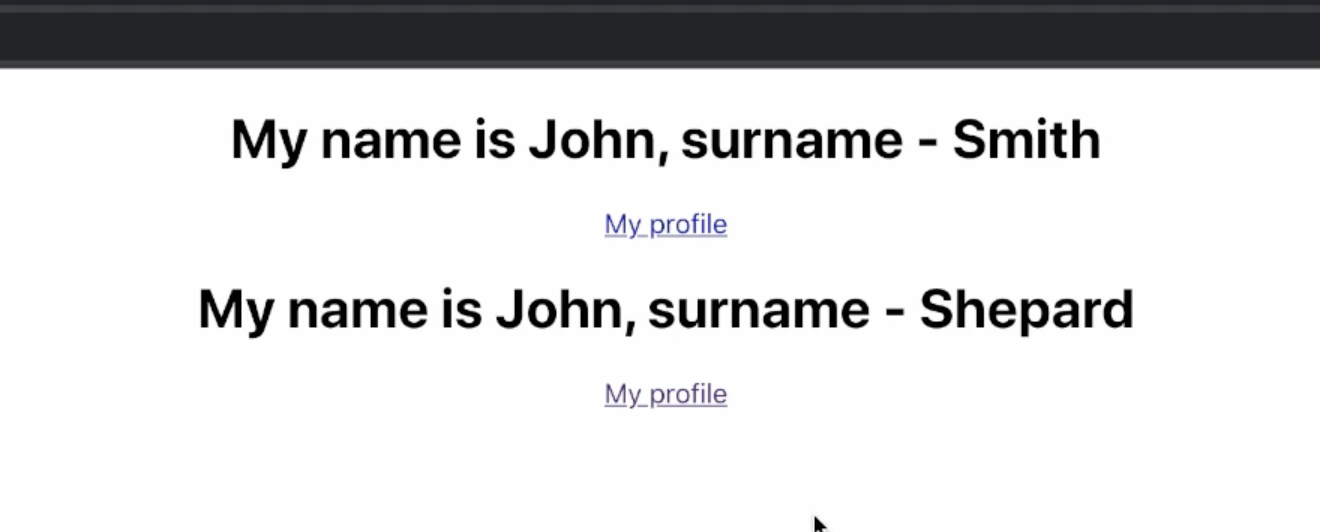 My name is John, surname - Smith
My profile
My name is John, surname - Shepard
My profile